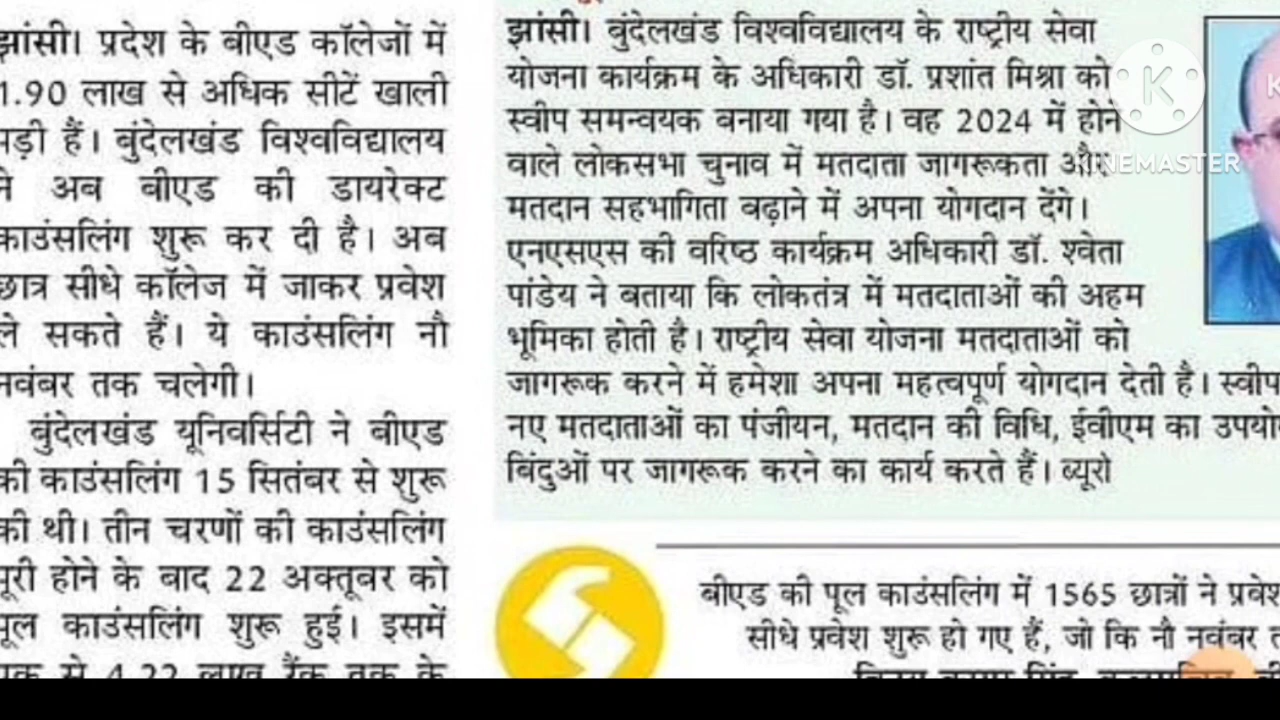 झांसी। प्रदेश के बीएड कॉलेजों में
1.90 लाख से अधिक सीटें खाली
पड़ी हैं। बुंदेलखंड विश्वविद्यालय
ने अब बीएड की डायरेक्ट
काउंसलिंग शुरू कर दी है। अब
छात्र सीधे कॉलेज में जाकर प्रवेश
ले सकते हैं। ये काउंसलिंग नौ
नवंबर तक चलेगी।
बुंदेलखंड यूनिवर्सिटी ने बीएड
की काउंसलिंग 15 सितंबर से शुरू
की थी। तीन चरणों की काउंसलिंग
पूरी होने के बाद 22 अक्तूबर को
पूल काउंसलिंग शुरू हुई। इसमें
एक से 4.22 लाख रैंक तक के
झांसी। बुंदेलखंड विश्वविद्यालय के राष्ट्रीय सेवा
योजना कार्यक्रम के अधिकारी डॉ. प्रशांत मिश्रा को
स्वीप समन्वयक बनाया गया है। वह 2024 में होने
वाले लोकसभा चुनाव में मतदाता जागरूकता और
मतदान सहभागिता बढ़ाने में अपना योगदान देंगे।
एनएसएस की वरिष्ठ कार्यक्रम अधिकारी डॉ. श्वेता
पांडेय ने बताया कि लोकतंत्र में मतदाताओं की अहम
भूमिका होती है। राष्ट्रीय सेवा योजना मतदाताओं को
जागरूक करने में हमेशा अपना महत्वपूर्ण योगदान देती है। स्वीप
नए मतदाताओं का पंजीयन, मतदान की विधि, ईवीएम का
बिंदुओं पर जागरूक करने का कार्य करते हैं। ब्यूरो
बीएड की पूल काउंसलिंग में 1565 छात्रों ने प्रवेश
सीधे प्रवेश शुरू हो गए हैं, जो कि नौ नवंबर
K
KINEMASTER